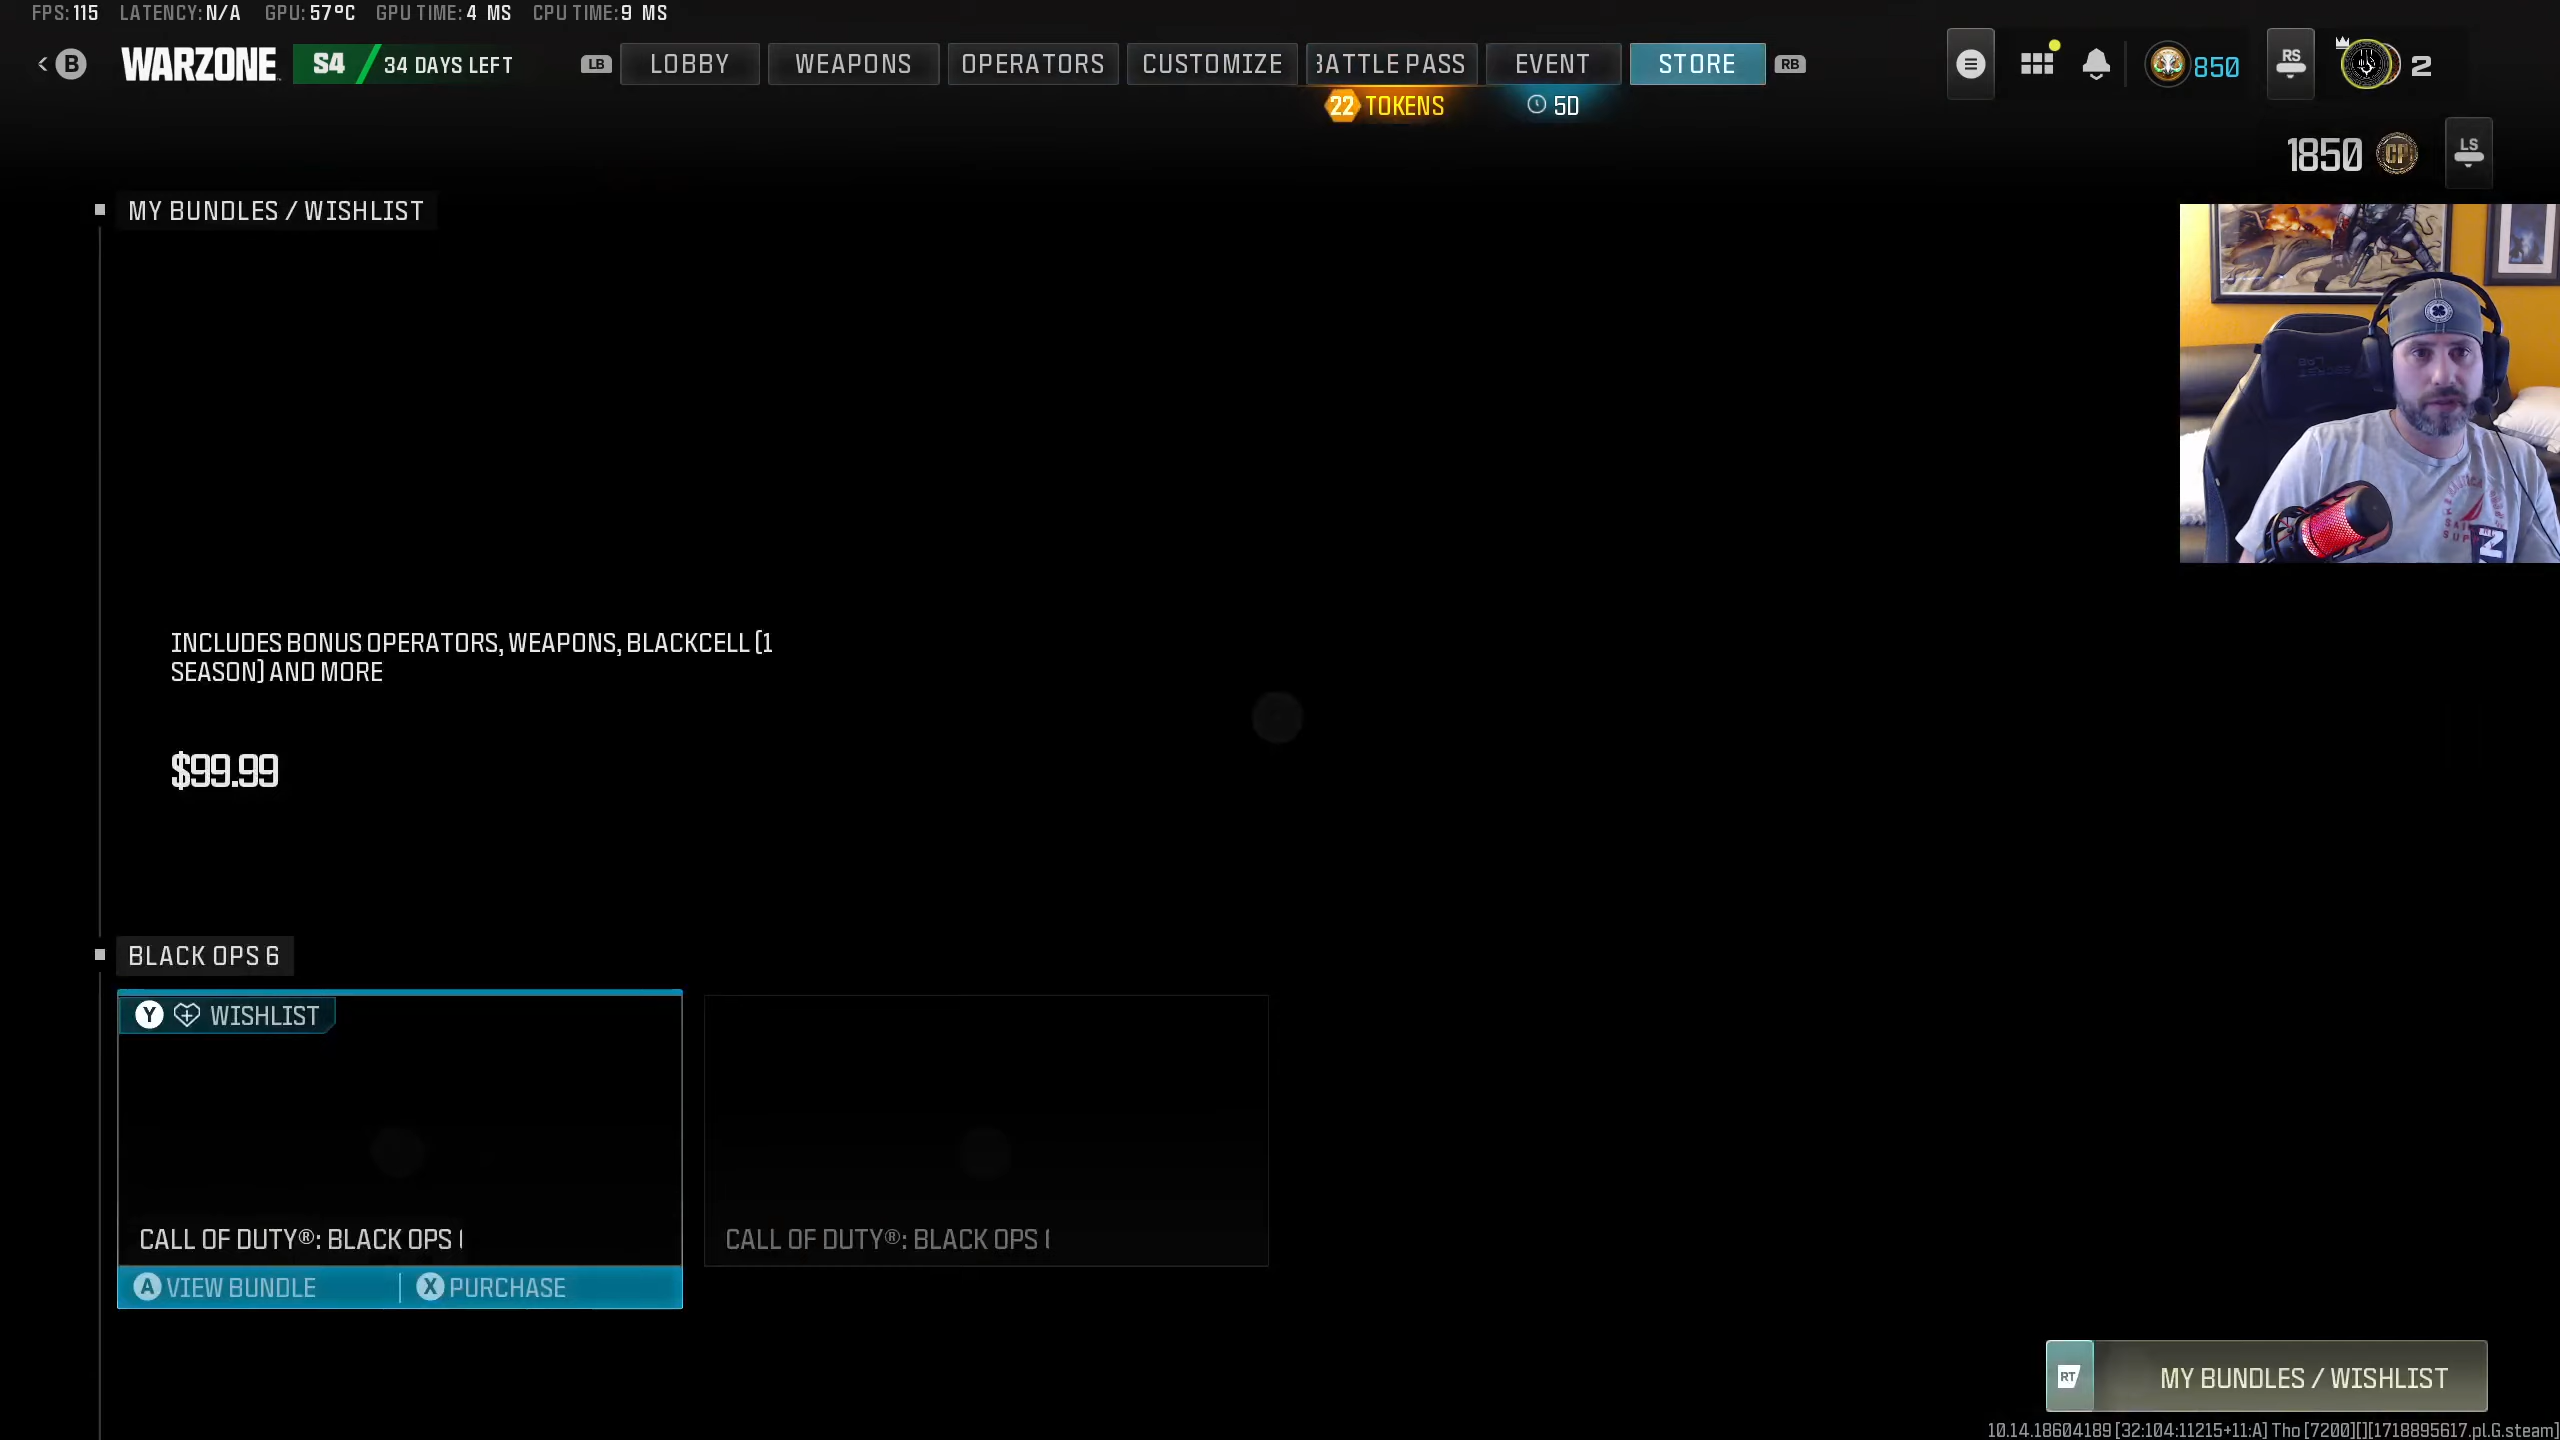 FPS: 115 LATENCY: N/A GPU: 57°C GPU TIME: 4 MS CPU TIME: 9 MS
< B WARZONE S4 34 DAYS LEFT LB LOBBY WEAPONS OPERATORS CUSTOMIZE BATTLE PASS EVENT STORE RB 850 RS 2
22 TOKENS 5D
1850 CP LS
MY BUNDLES / WISHLIST
INCLUDES BONUS OPERATORS, WEAPONS, BLACKCELL (1
SEASON) AND MORE
$99.99
BLACK OPS 6
Y WISHLIST
CALL OF DUTY®: BLACK OPS CALL OF DUTY®: BLACK OPS
A VIEW BUNDLE X PURCHASE
RT MY BUNDLES / WISHLIST
10.14.18604189 [32:104:11215+11:A] Tho [7200][][1718895617.pl.G.steam]